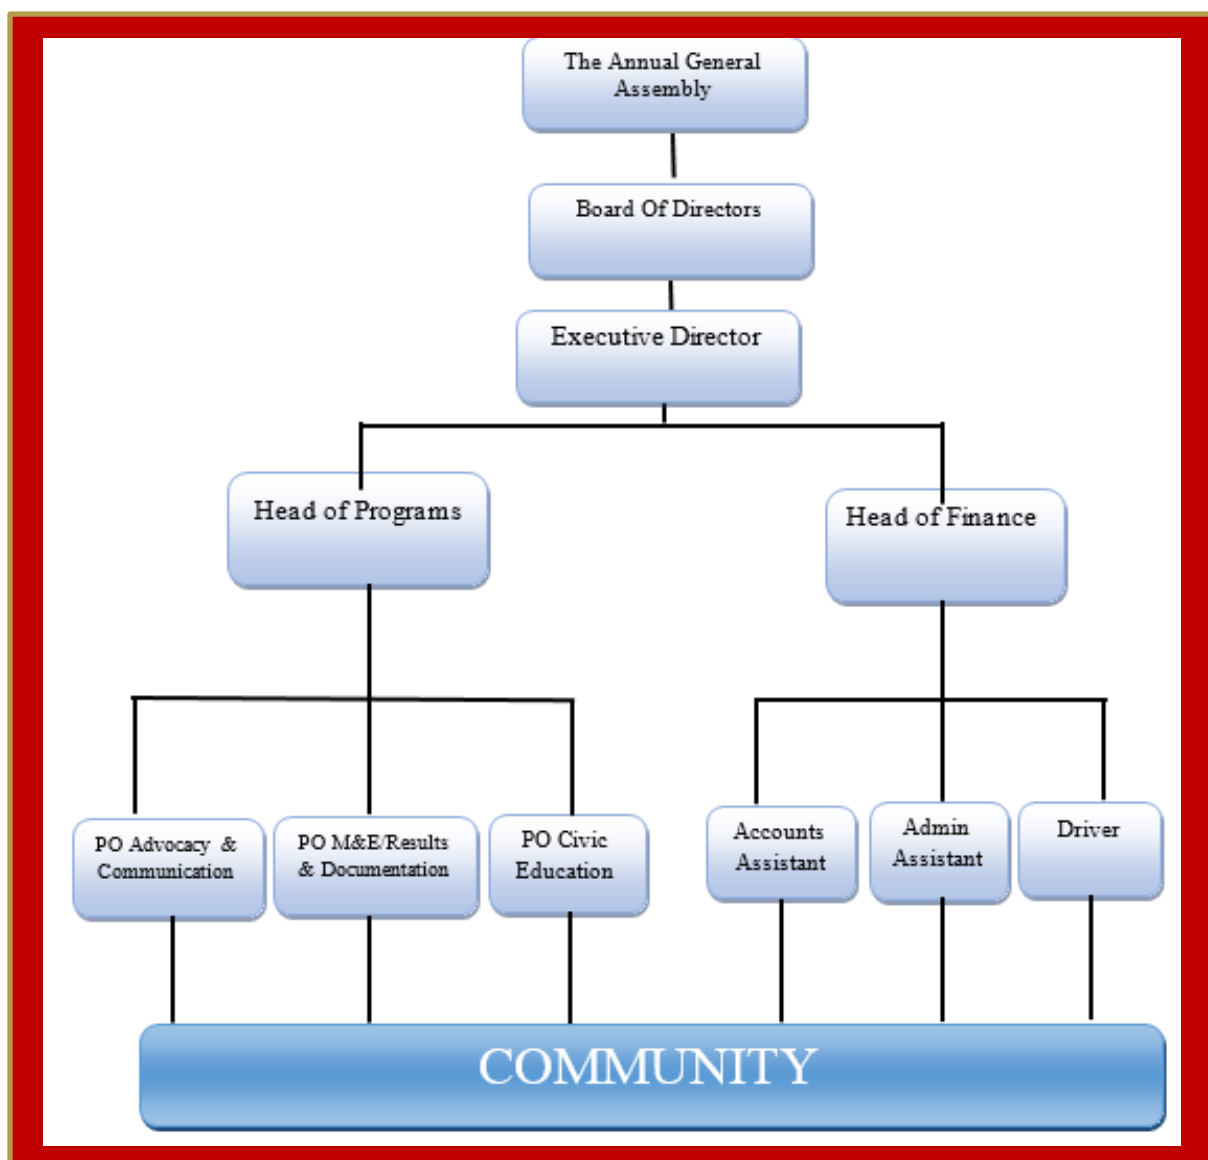 The Annual General
Assembly
Board Of Directors
Executive Director
Head of Programs
Head of Finance
PO Advocacy &
Communication
PO M&E/Results
& Documentation
PO Civic
Education
Accounts
Assistant
Admin
Assistant
Driver
COMMUNITY